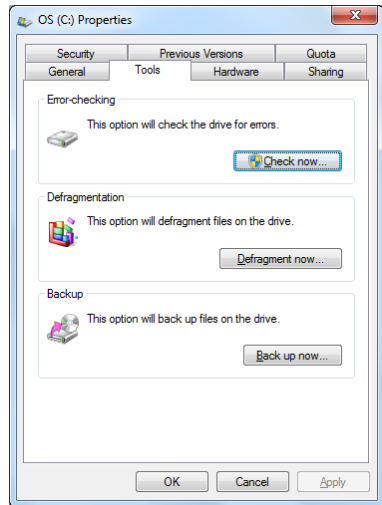 OS (C:) Properties
Security Previous Versions Quota
General Tools Hardware Sharing
Error-checking
This option will check the drive for errors.
Check now...
Defragmentation
This option will defragment files on the drive.
Defragment now...
Backup
This option will back up files on the drive.
Back up now...
OK Cancel Apply